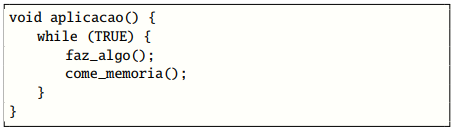 void aplicacao() {
while (TRUE) {
faz_algo();
come_memoria();
}
}